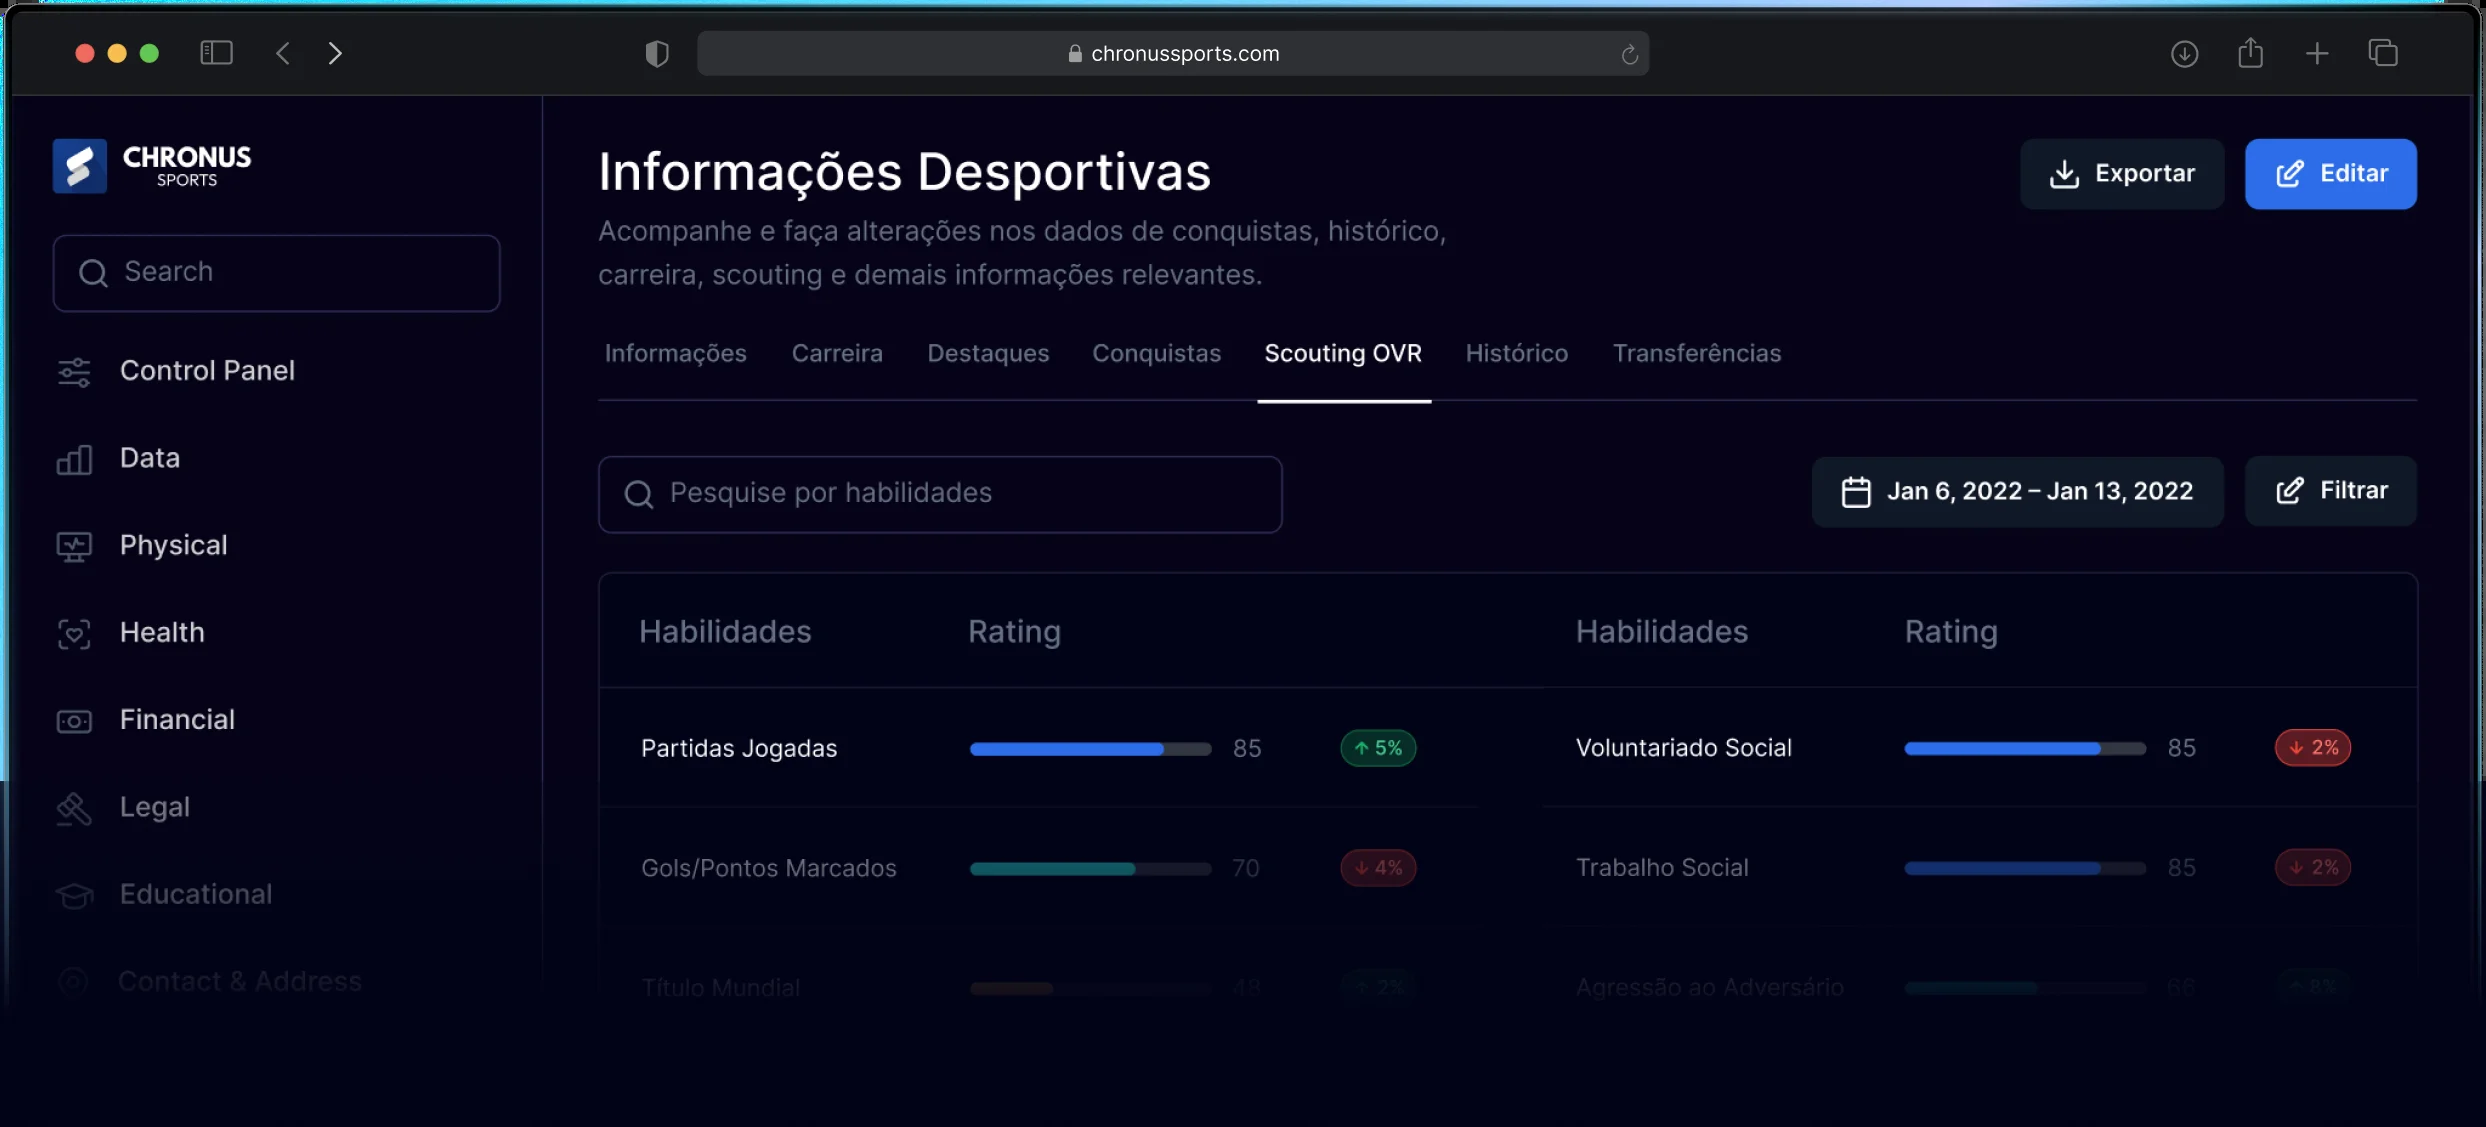 chronussports.com
CHRONUS
SPORTS
Search
Control Panel
Data
Physical
Health
Financial
Legal
Educational
Contact & Address
Informações Desportivas
Acompanhe e faça alterações nos dados de conquistas, histórico,
carreira, scouting e demais informações relevantes.
Exportar
Editar
Informações Carreira Destaques Conquistas Scouting OVR Histórico Transferências
Pesquise por habilidades
Jan 6, 2022 – Jan 13, 2022
Filtrar
Habilidades Rating Habilidades Rating
Partidas Jogadas 85 5% Voluntariado Social 85 2%
Gols/Pontos Marcados 70 4% Trabalho Social 85 2%
Título Mundial 48 2% Agressão ao Adversário 66 8%